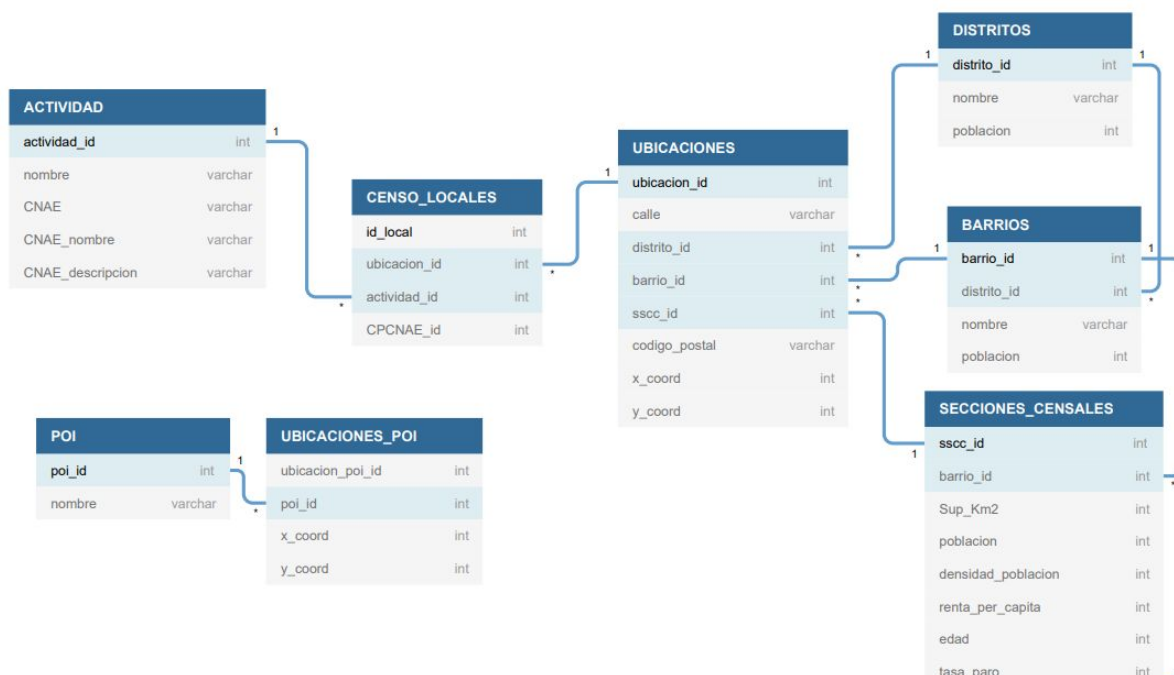 DISTRITOS
1 distrito_id int 1
nombre varchar
poblacion int
ACTIVIDAD
actividad_id int 1
nombre varchar
CNAE varchar
CNAE_nombre varchar
CNAE_descripcion varchar
*
CENSO_LOCALES
id_local int
ubicacion_id int *
actividad_id int
CPCNAE_id int
UBICACIONES
1 ubicacion_id int
calle varchar
distrito_id int *
barrio_id int *
sscc_id int *
codigo_postal varchar
x_coord int
y_coord int
BARRIOS
1 barrio_id int 1
distrito_id int *
nombre varchar
poblacion int
POI
poi_id int 1
nombre varchar
UBICACIONES_POI
ubicacion_poi_id int
* poi_id int
x_coord int
y_coord int
SECCIONES_CENSALES
1 sscc_id int
barrio_id int *
Sup_Km2 int
poblacion int
densidad_poblacion int
renta_per_capita int
edad int
tasa_paro int